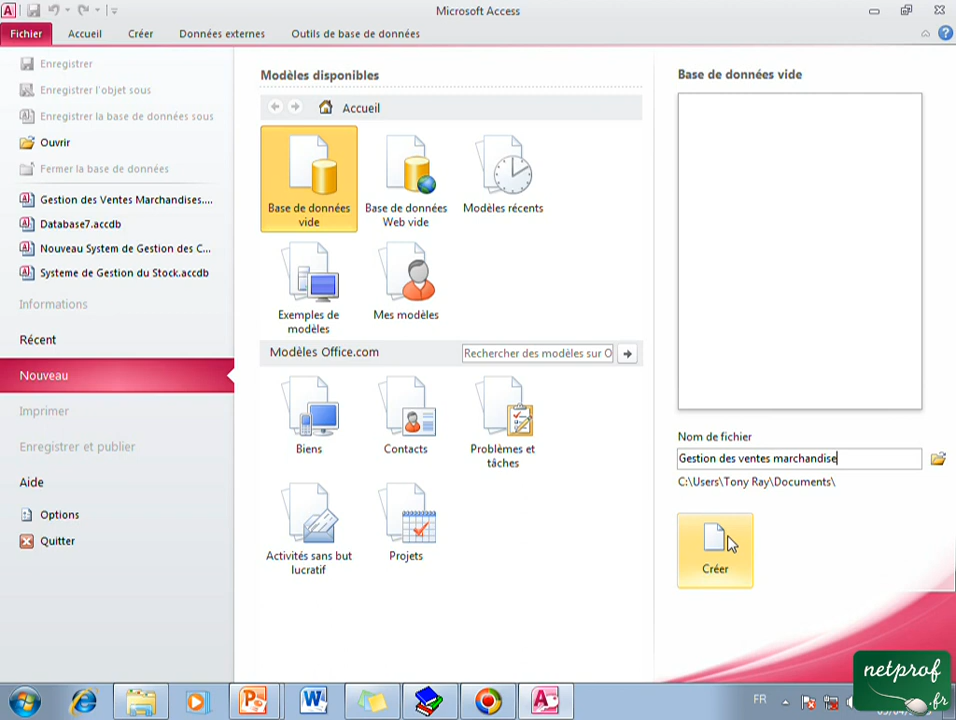 Microsoft Access
Fichier
Accueil
Créer
Données externes
Outils de base de données
Enregistrer
Enregistrer l'objet sous
Enregistrer la base de données sous
Ouvrir
Fermer la base de données
Gestion des Ventes Marchandises....
Database7.accdb
Nouveau System de Gestion des C...
Systeme de Gestion du Stock.accdb
Informations
Récent
Nouveau
Imprimer
Enregistrer et publier
Aide
Options
Quitter
Modèles disponibles
Accueil
Base de données
vide
Base de données
Web vide
Modèles récents
Exemples de
modèles
Mes modèles
Modèles Office.com
Rechercher des modèles sur O
Biens
Contacts
Problèmes et
tâches
Activités sans but
lucratif
Projets
Base de données vide
Nom de fichier
Gestion des ventes marchandise
C:\Users\Tony Ray\Documents\
Créer
FR
netprof
.fr